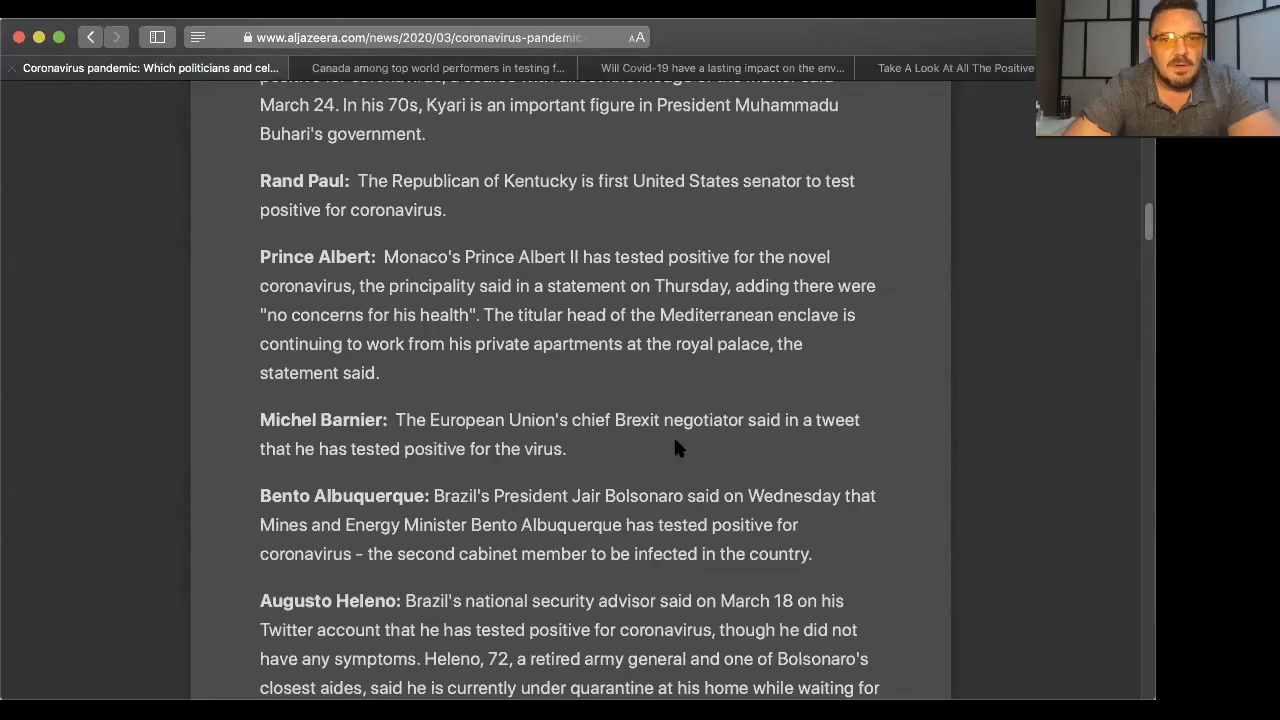 www.aljazeera.com/news/2020/03/coronavirus-pandemic-
AA
Coronavirus pandemic: Which politicians and cel...
Canada among top world performers in testing f...
Will Covid-19 have a lasting impact on the env...
Take A Look At All The Positive
March 24. In his 70s, Kyari is an important figure in President Muhammadu
Buhari's government.
Rand Paul: The Republican of Kentucky is first United States senator to test
positive for coronavirus.
Prince Albert: Monaco's Prince Albert II has tested positive for the novel
coronavirus, the principality said in a statement on Thursday, adding there were
"no concerns for his health". The titular head of the Mediterranean enclave is
continuing to work from his private apartments at the royal palace, the
statement said.
Michel Barnier: The European Union's chief Brexit negotiator said in a tweet
that he has tested positive for the virus.
Bento Albuquerque: Brazil's President Jair Bolsonaro said on Wednesday that
Mines and Energy Minister Bento Albuquerque has tested positive for
coronavirus - the second cabinet member to be infected in the country.
Augusto Heleno: Brazil's national security advisor said on March 18 on his
Twitter account that he has tested positive for coronavirus, though he did not
have any symptoms. Heleno, 72, a retired army general and one of Bolsonaro's
closest aides, said he is currently under quarantine at his home while waiting for